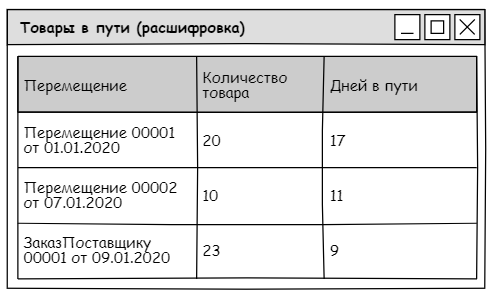 Товары в пути (расшифровка)
Перемещение
Количество
товара
Дней в пути
Перемещение 00001
от 01.01.2020
20
17
Перемещение 00002
от 07.01.2020
10
11
ЗаказПоставщику
00001 от 09.01.2020
23
9